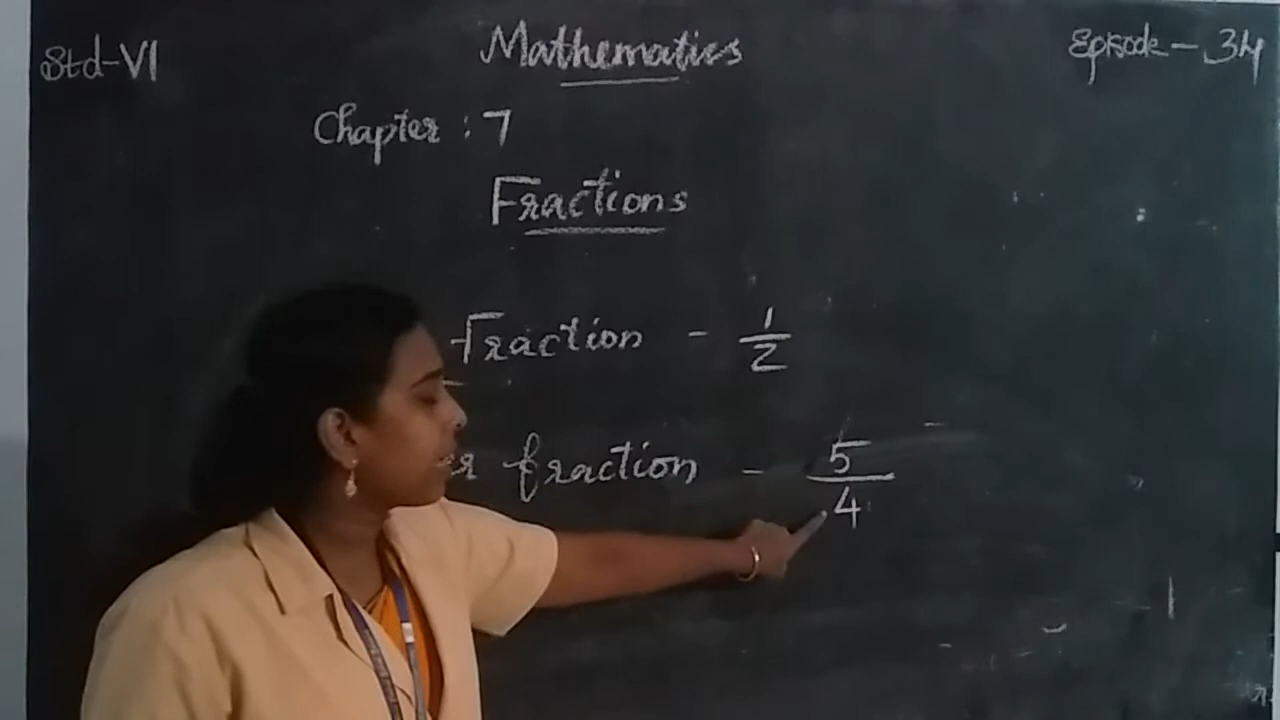 Std-VI
Mathematics
Episode - 34
Chapter : 7
Fractions
Fraction - 1/2
fraction - 5/4